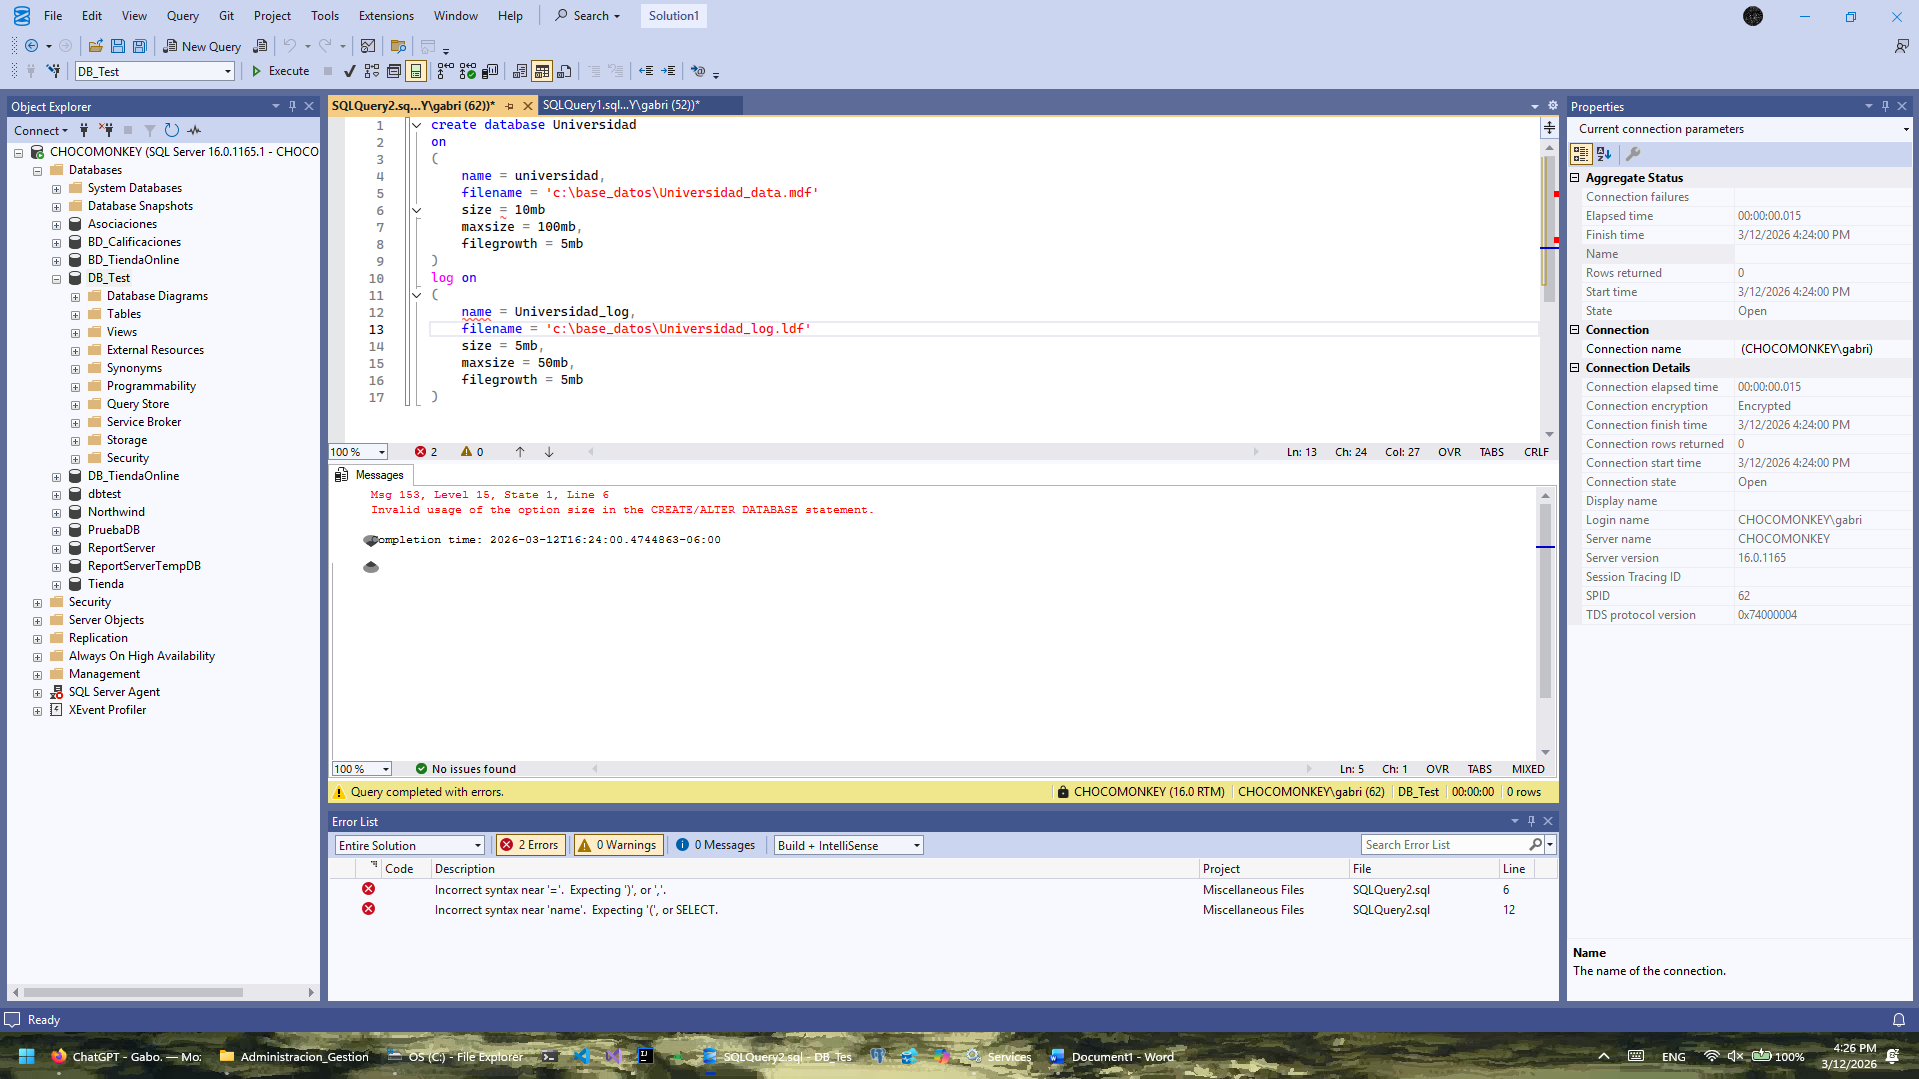 File Edit View Query Git Project Tools Extensions Window Help Search Solution1
New Query
DB_Test Execute
Object Explorer
Connect
CHOCOMONKEY (SQL Server 16.0.1165.1 - CHOCO
Databases
System Databases
Database Snapshots
Asociaciones
BD_Calificaciones
BD_TiendaOnline
DB_Test
Database Diagrams
Tables
Views
External Resources
Synonyms
Programmability
Query Store
Service Broker
Storage
Security
DB_TiendaOnline
dbtest
Northwind
PruebaDB
ReportServer
ReportServerTempDB
Tienda
Security
Server Objects
Replication
Always On High Availability
Management
SQL Server Agent
XEvent Profiler
SQLQuery2.sq...Y\gabri (62))* SQLQuery1.sql...Y\gabri (52))*
1 create database Universidad
2 on
3 (
4 name = universidad,
5 filename = 'c:\base_datos\Universidad_data.mdf'
6 size = 10mb
7 maxsize = 100mb,
8 filegrowth = 5mb
9 )
10 log on
11 (
12 name = Universidad_log,
13 filename = 'c:\base_datos\Universidad_log.ldf'
14 size = 5mb,
15 maxsize = 50mb,
16 filegrowth = 5mb
17 )
100 % 2 0 Ln: 13 Ch: 24 Col: 27 OVR TABS CRLF
Messages
Msg 153, Level 15, State 1, Line 6
Invalid usage of the option size in the CREATE/ALTER DATABASE statement.
Completion time: 2026-03-12T16:24:00.4744863-06:00
100 % No issues found Ln: 5 Ch: 1 OVR TABS MIXED
Query completed with errors. CHOCOMONKEY (16.0 RTM) CHOCOMONKEY\gabri (62) DB_Test 00:00:00 0 rows
Error List
Entire Solution 2 Errors 0 Warnings 0 Messages Build + IntelliSense Search Error List
Code Description Project File Line
Incorrect syntax near '='. Expecting ')', or ','. Miscellaneous Files SQLQuery2.sql 6
Incorrect syntax near 'name'. Expecting '(', or SELECT. Miscellaneous Files SQLQuery2.sql 12
Properties
Current connection parameters
Aggregate Status
Connection failures
Elapsed time 00:00:00.015
Finish time 3/12/2026 4:24:00 PM
Name
Rows returned 0
Start time 3/12/2026 4:24:00 PM
State Open
Connection
Connection name (CHOCOMONKEY\gabri)
Connection Details
Connection elapsed time 00:00:00.015
Connection encryption Encrypted
Connection finish time 3/12/2026 4:24:00 PM
Connection rows returned 0
Connection start time 3/12/2026 4:24:00 PM
Connection state Open
Display name
Login name CHOCOMONKEY\gabri
Server name CHOCOMONKEY
Server version 16.0.1165
Session Tracing ID
SPID 62
TDS protocol version 0x74000004
Name
The name of the connection.
Ready
ChatGPT - Gabo. — Mo: Administracion_Gestion OS (C:) - File Explorer SQLQuery2.sql - DB_Tes Services Document1 - Word ENG 100% 4:26 PM
3/12/2026